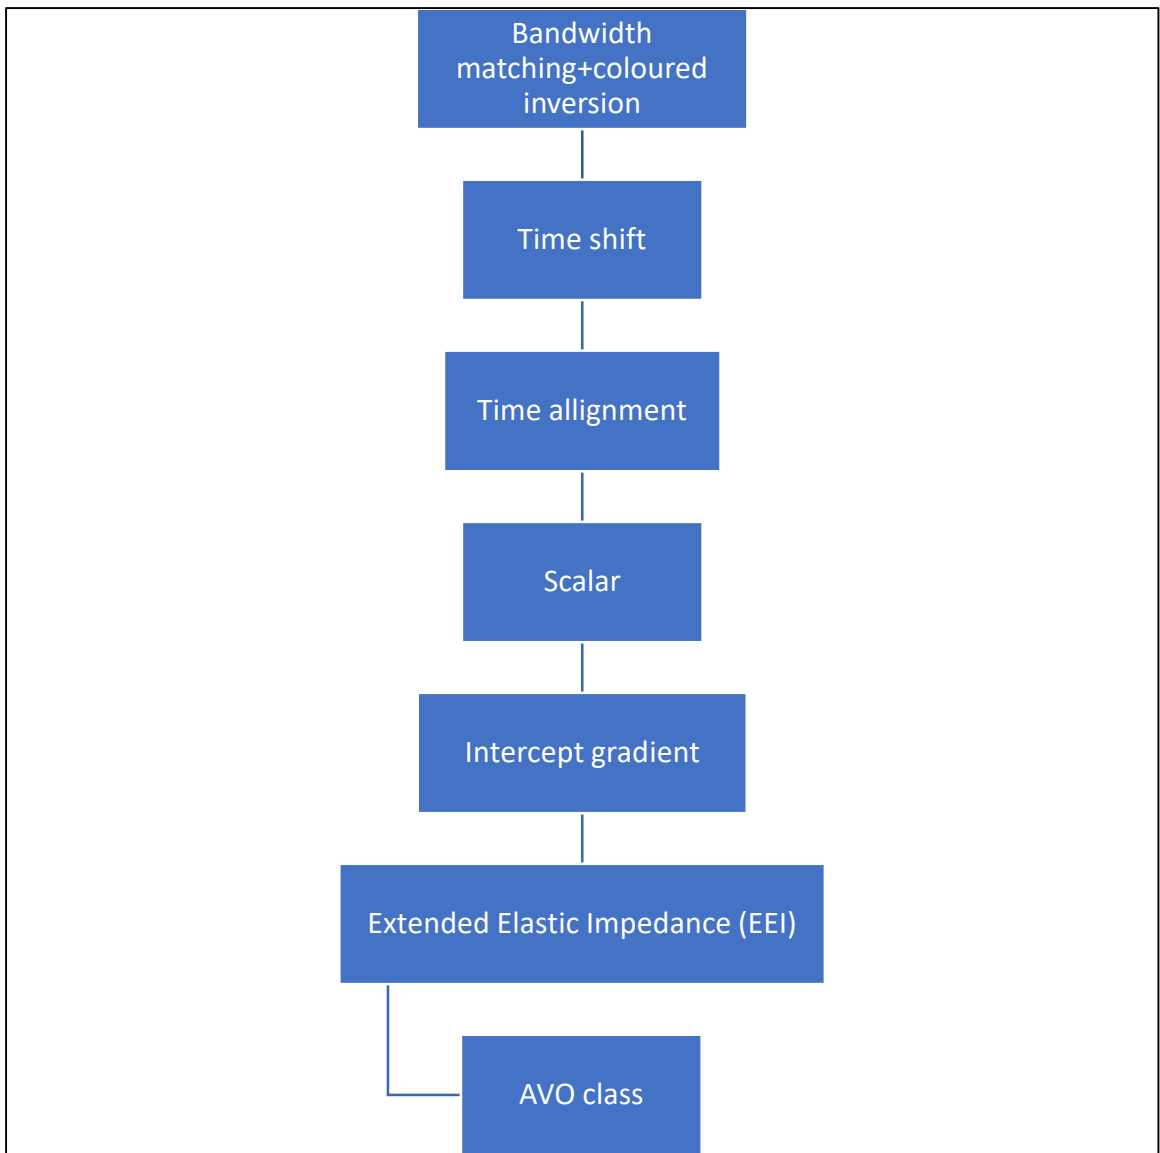 Bandwidth
matching+coloured
inversion
Time shift
Time allignment
Scalar
Intercept gradient
Extended Elastic Impedance (EEI)
AVO class